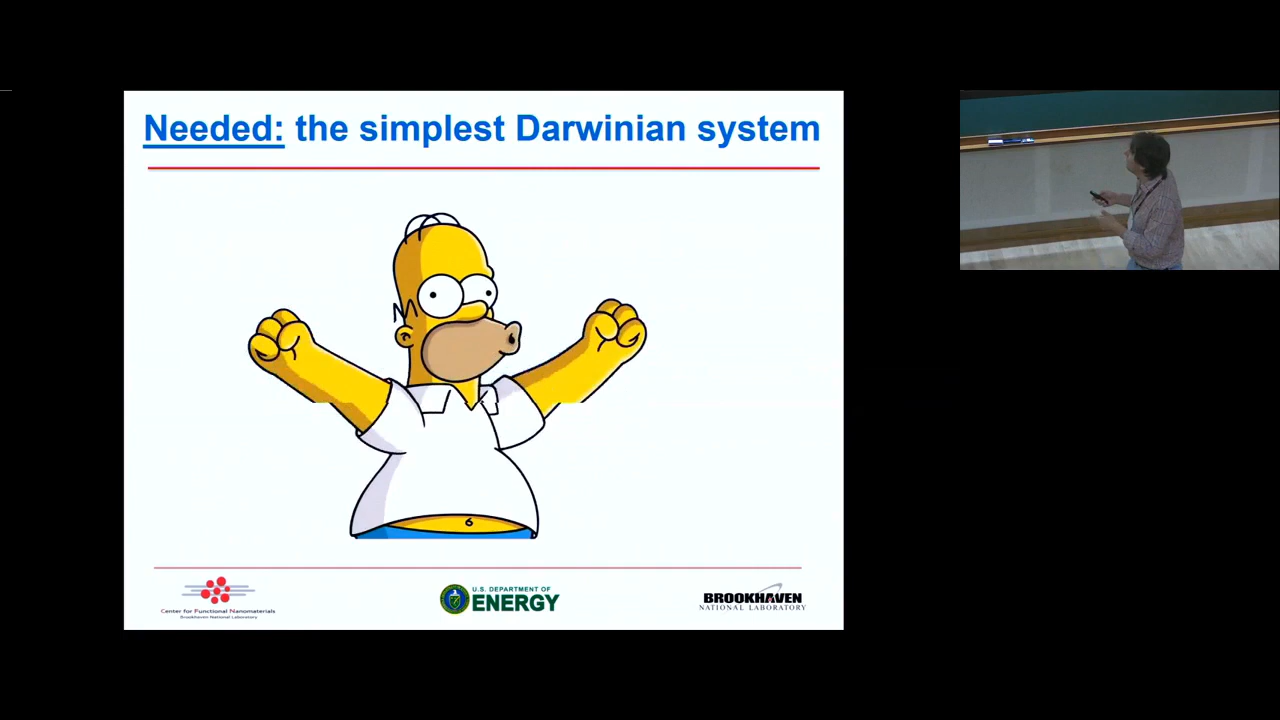 Needed: the simplest Darwinian system
Center for Functional Nanomaterials
Brookhaven National Laboratory
U.S. DEPARTMENT OF
ENERGY
BROOKHAVEN
NATIONAL LABORATORY